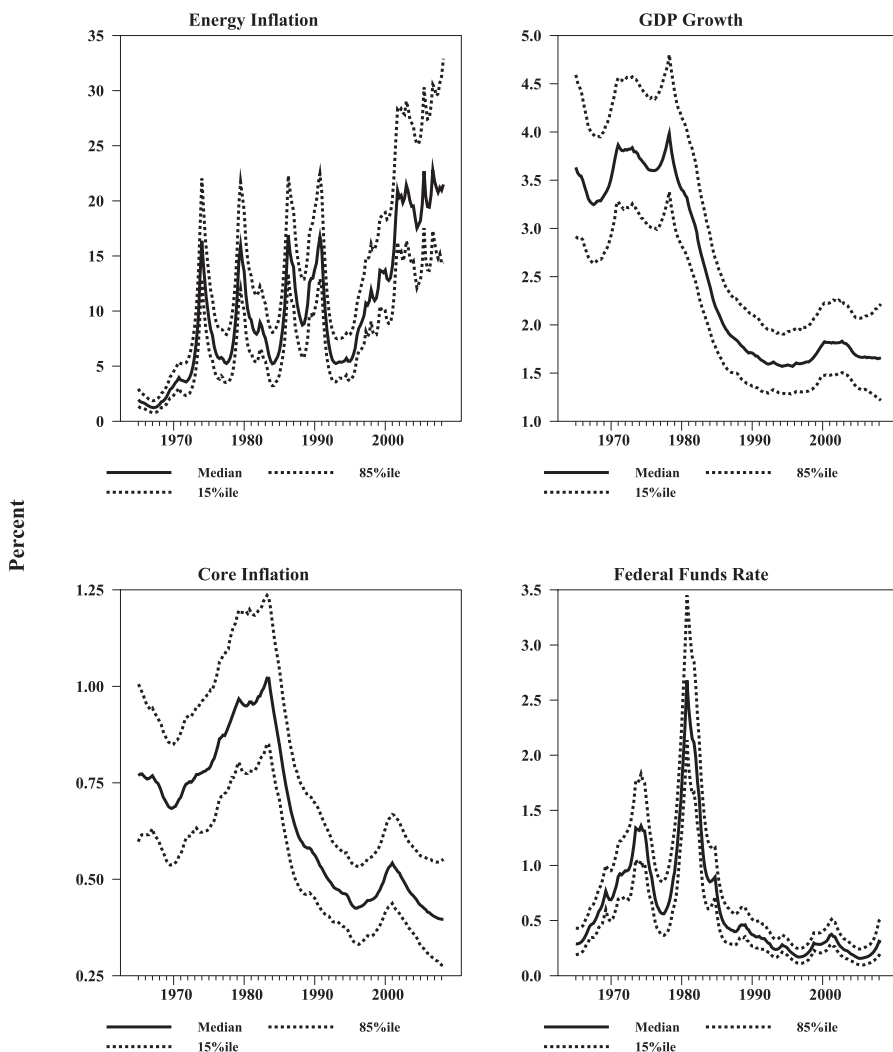 Energy Inflation
35
30
25
20
15
10
5
0
1970 1980 1990 2000
Median 85%ile
15%ile
GDP Growth
5.0
4.5
4.0
3.5
3.0
2.5
2.0
1.5
1.0
1970 1980 1990 2000
Median 85%ile
15%ile
Percent
Core Inflation
1.25
1.00
0.75
0.50
0.25
1970 1980 1990 2000
Median 85%ile
15%ile
Federal Funds Rate
3.5
3.0
2.5
2.0
1.5
1.0
0.5
0.0
1970 1980 1990 2000
Median 85%ile
15%ile